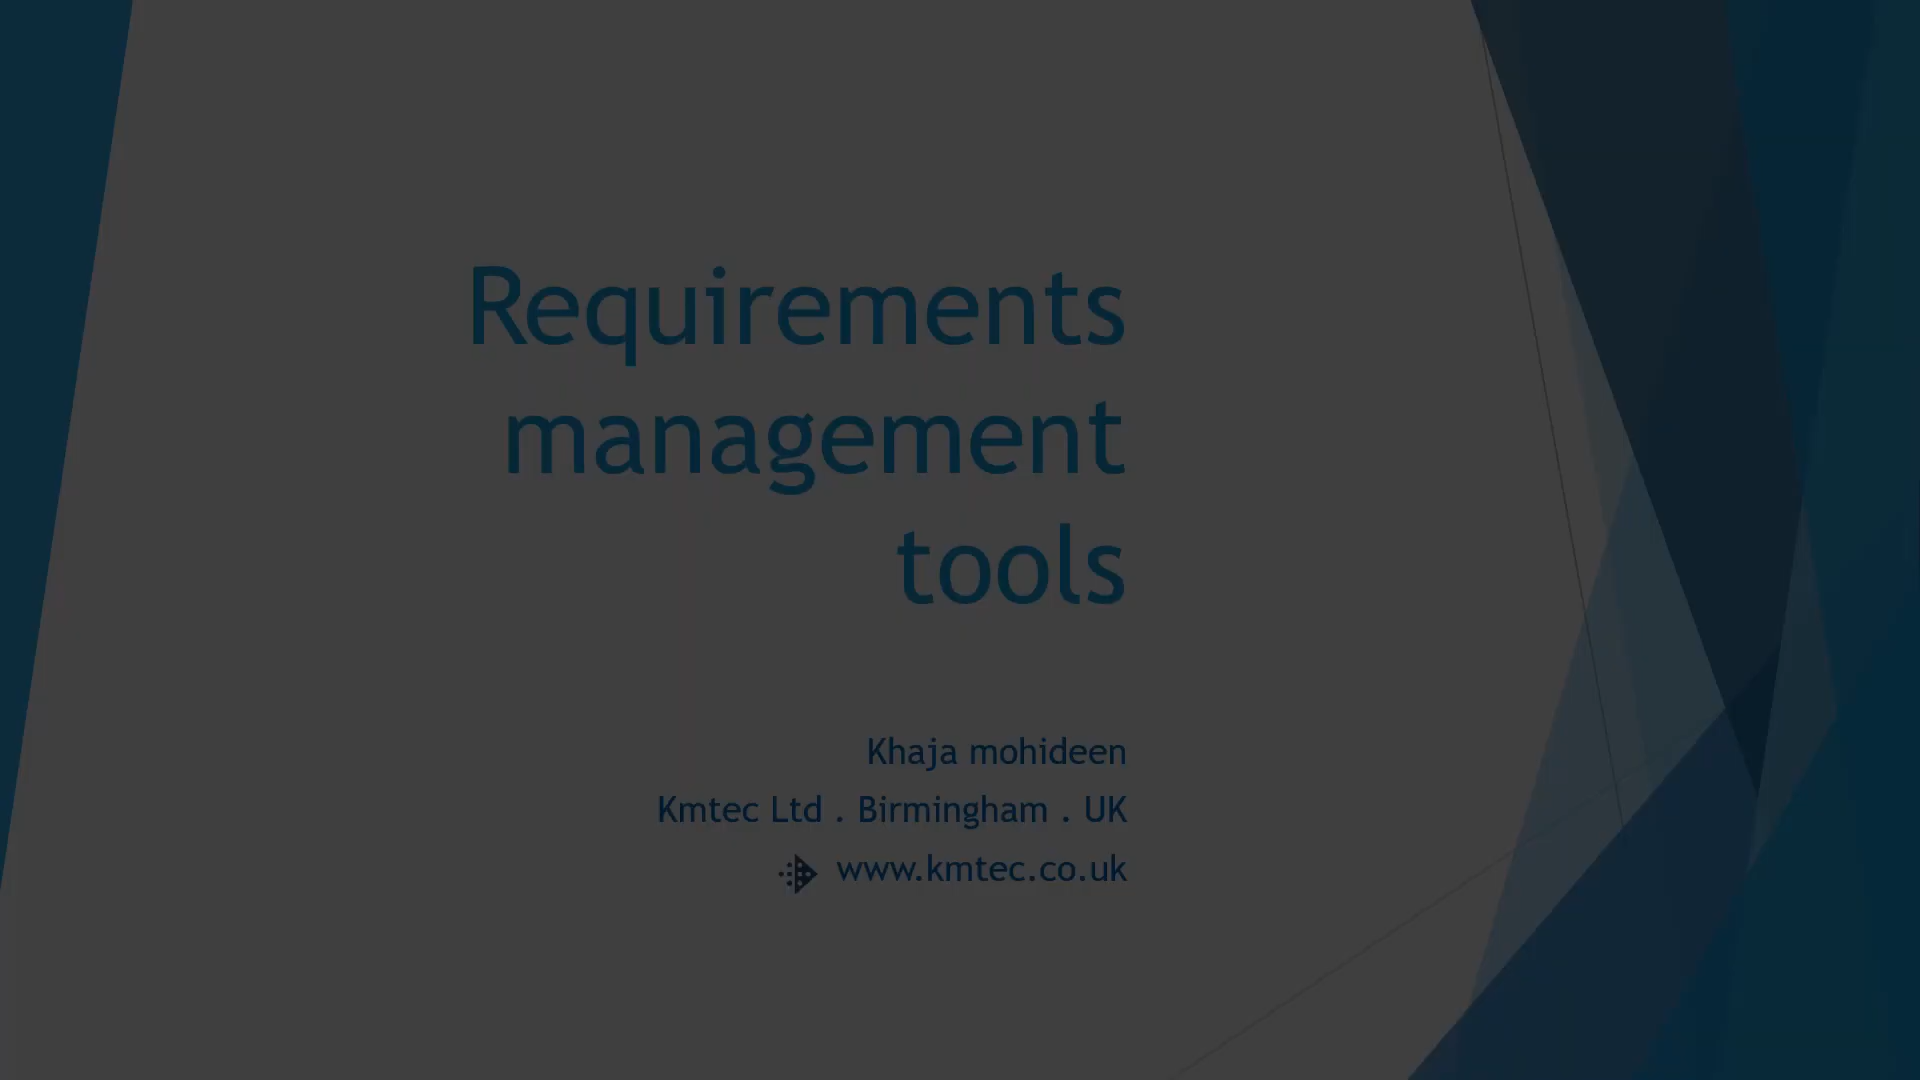 Requirements
management
tools
Khaja mohideen
Kmtec Ltd . Birmingham . UK
www.kmtec.co.uk